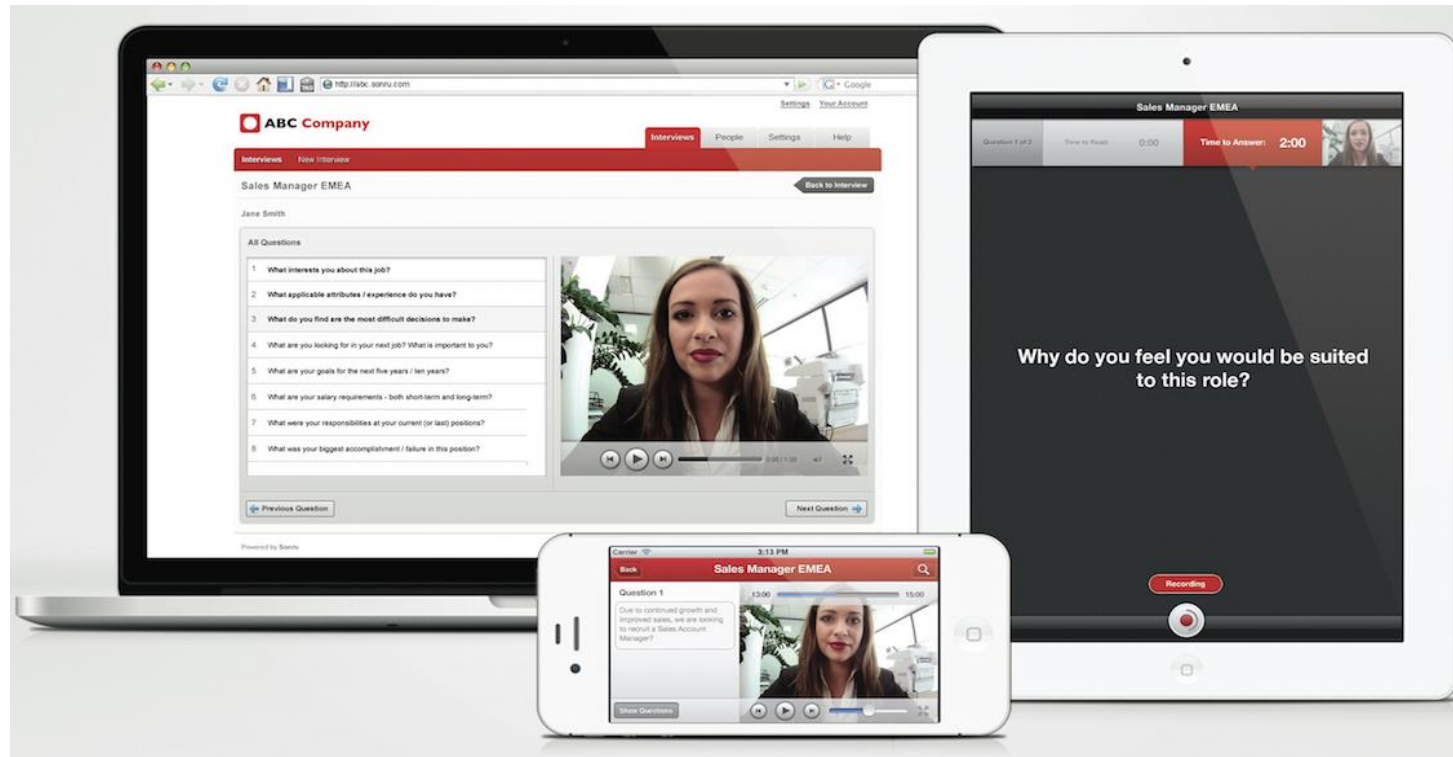 http://abc.sonru.com
Google
Settings Your Account
ABC Company
Interviews People Settings Help
Interviews New Interview
Sales Manager EMEA
Back to Interview
Jane Smith
All Questions
1 What interests you about this job?
2 What applicable attributes / experience do you have?
3 What do you find are the most difficult decisions to make?
4 What are you looking for in your next job? What is important to you?
5 What are your goals for the next five years / ten years?
6 What are your salary requirements - both short-term and long-term?
7 What were your responsibilities at your current (or last) positions?
8 What was your biggest accomplishment / failure in this position?
Previous Question
Next Question
Powered by Sonru
Sales Manager EMEA
Question 1 of 2
Time to Read: 0:00
Time to Answer: 2:00
Why do you feel you would be suited
to this role?
Recording
Carrier 3:13 PM
Back Sales Manager EMEA
Question 1
13:00 15:00
Due to continued growth and
improved sales, we are looking
to recruit a Sales Account
Manager?
Show Questions